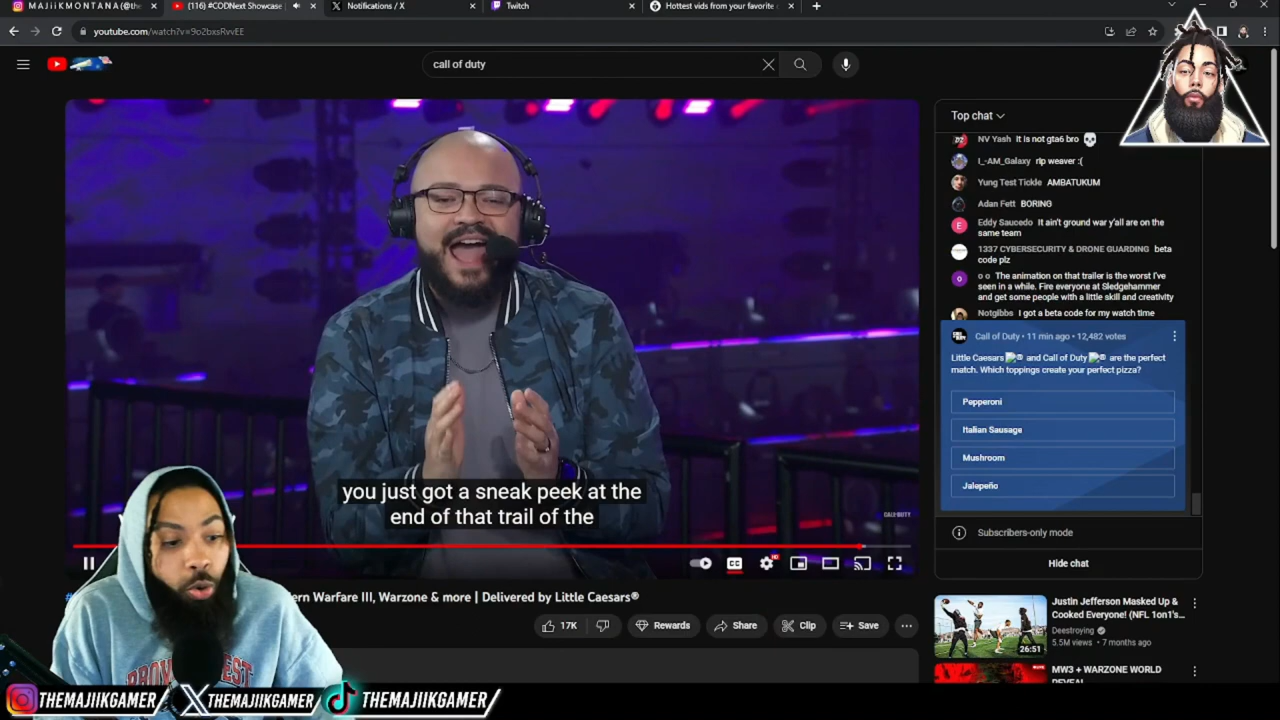 M A J i i K M O N T A N A (@the
(116) #CODNext Showcase
Notifications / X
Twitch
Hottest vids from your favorite
youtube.com/watch?v=9o2bxsRvvEE
call of duty
Top chat
NV Yash It is not gta6 bro
I_-AM_Galaxy rip weaver :(
Yung Test Tickle AMBATUKUM
Adan Fett BORING
Eddy Saucedo It ain't ground war y'all are on the
same team
1337 CYBERSECURITY & DRONE GUARDING beta
code plz
o o The animation on that trailer is the worst I've
seen in a while. Fire everyone at Sledgehammer
and get some people with a little skill and creativity
Notgibbs I got a beta code for my watch time
Call of Duty • 11 min ago • 12,482 votes
Little Caesars ® and Call of Duty ® are the perfect
match. Which toppings create your perfect pizza?
Pepperoni
Italian Sausage
Mushroom
Jalepeño
Subscribers-only mode
Hide chat
you just got a sneak peek at the
end of that trail of the
CALL·DUTY
CC
HD
ern Warfare III, Warzone & more | Delivered by Little Caesars®
17K
Rewards
Share
Clip
Save
Justin Jefferson Masked Up &
Cooked Everyone! (NFL 1on1's...
Deestroying
5.5M views • 7 months ago
26:51
MW3 + WARZONE WORLD
REVEAL
THEMAJIIKGAMER
THEMAJIIKGAMER
THEMAJIIKGAMER